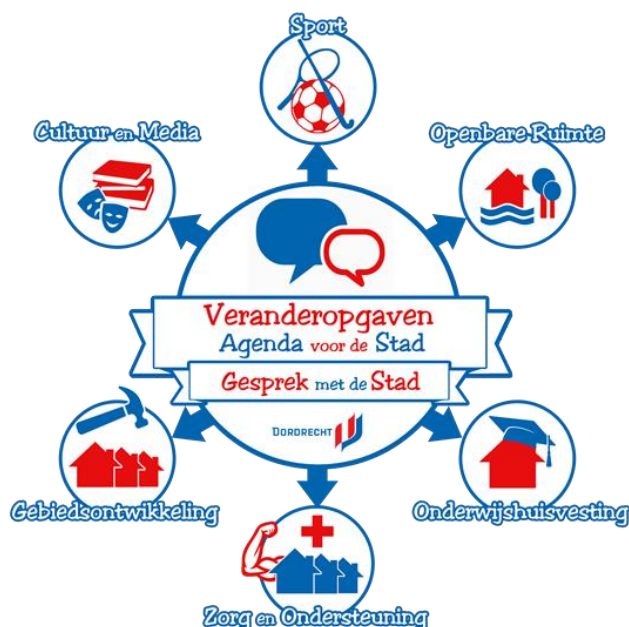 Sport
Cultuur en Media
Openbare Ruimte
Veranderopgaven
Agenda voor de Stad
Gesprek met de Stad
DORDRECHT
Gebiedsontwikkeling
Onderwijshuisvesting
Zorg en Ondersteuning